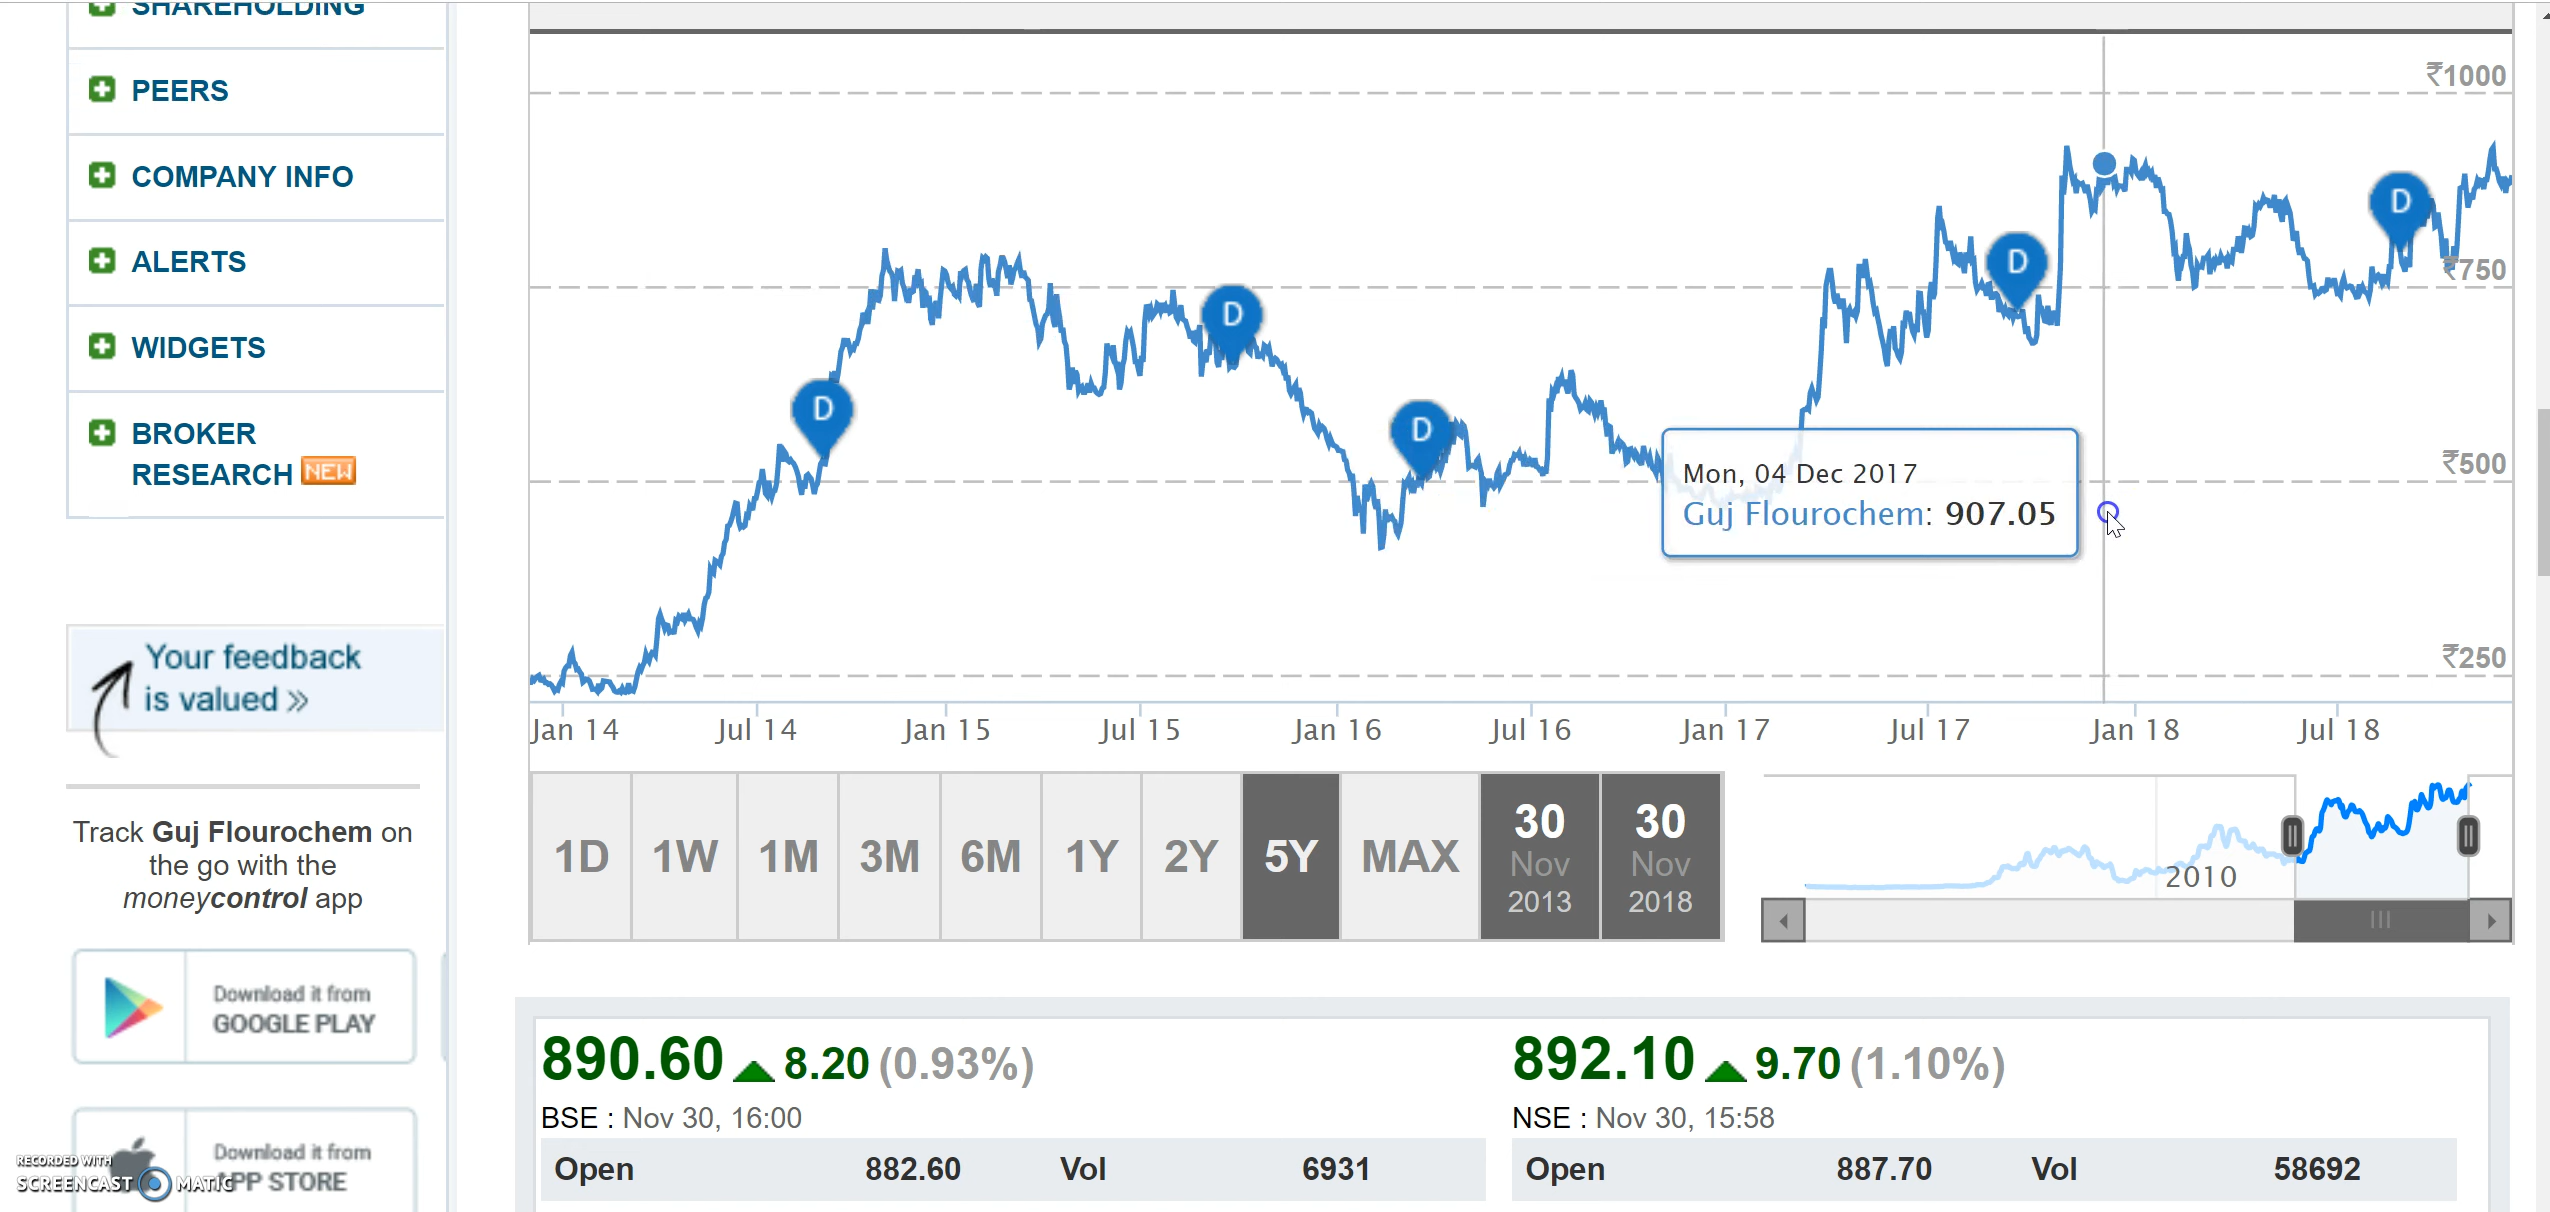 SHAREHOLDING
PEERS
COMPANY INFO
ALERTS
WIDGETS
BROKER
RESEARCH NEW
Your feedback
is valued »
Track Guj Flourochem on
the go with the
moneycontrol app
Download it from
GOOGLE PLAY
Download it from
APP STORE
RECORDED WITH
SCREENCAST MATIC
₹1000
₹750
₹500
₹250
D
D
D
D
D
Mon, 04 Dec 2017
Guj Flourochem: 907.05
Jan 14 Jul 14 Jan 15 Jul 15 Jan 16 Jul 16 Jan 17 Jul 17 Jan 18 Jul 18
1D 1W 1M 3M 6M 1Y 2Y 5Y MAX
30 Nov 2013
30 Nov 2018
2010
890.60 8.20 (0.93%)
BSE : Nov 30, 16:00
Open 882.60 Vol 6931
892.10 9.70 (1.10%)
NSE : Nov 30, 15:58
Open 887.70 Vol 58692